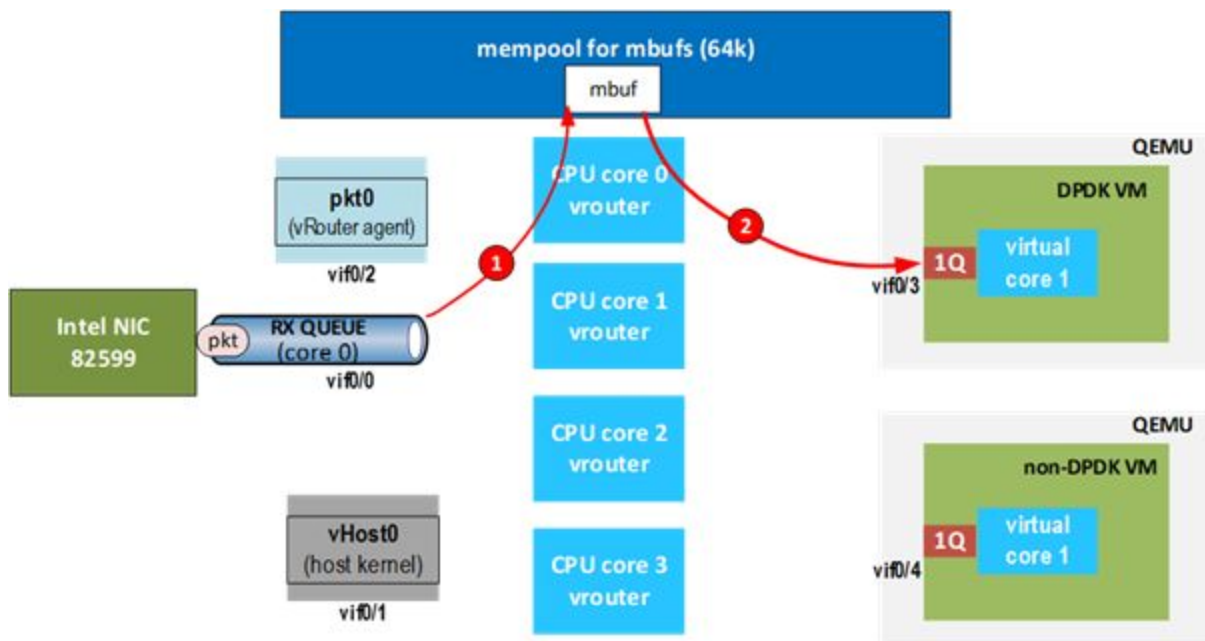 mempool for mbufs (64k)
mbuf
pkt0
(vRouter agent)
vif0/2
Intel NIC
82599
pkt
RX QUEUE
(core 0)
vif0/0
vHost0
(host kernel)
vif0/1
1
2
CPU core 0
vrouter
CPU core 1
vrouter
CPU core 2
vrouter
CPU core 3
vrouter
QEMU
DPDK VM
1Q
virtual
core 1
vif0/3
QEMU
non-DPDK VM
1Q
virtual
core 1
vif0/4